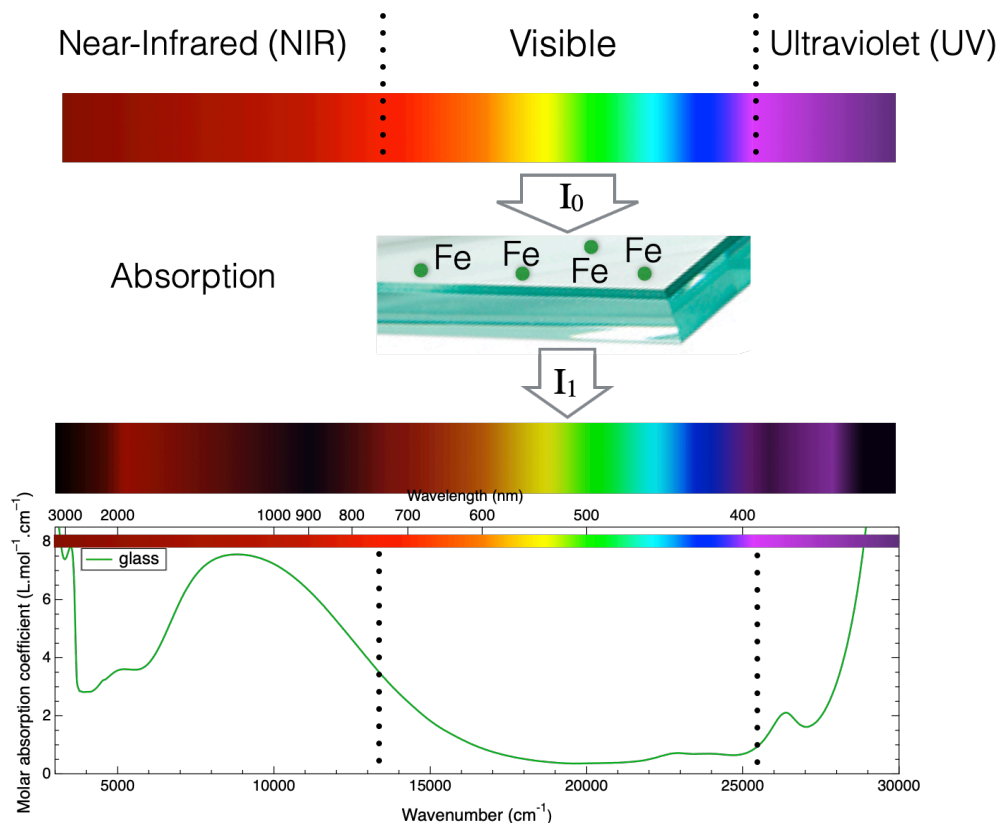 Near-Infrared (NIR)
Visible
Ultraviolet (UV)
I₀
Absorption
Fe
Fe
Fe
Fe
I₁
Wavelength (nm)
3000 2000 1000 900 800 700 600 500 400
Molar absorption coefficient (L.mol⁻¹.cm⁻¹)
8
glass
6
4
2
0
5000 10000 15000 20000 25000 30000
Wavenumber (cm⁻¹)